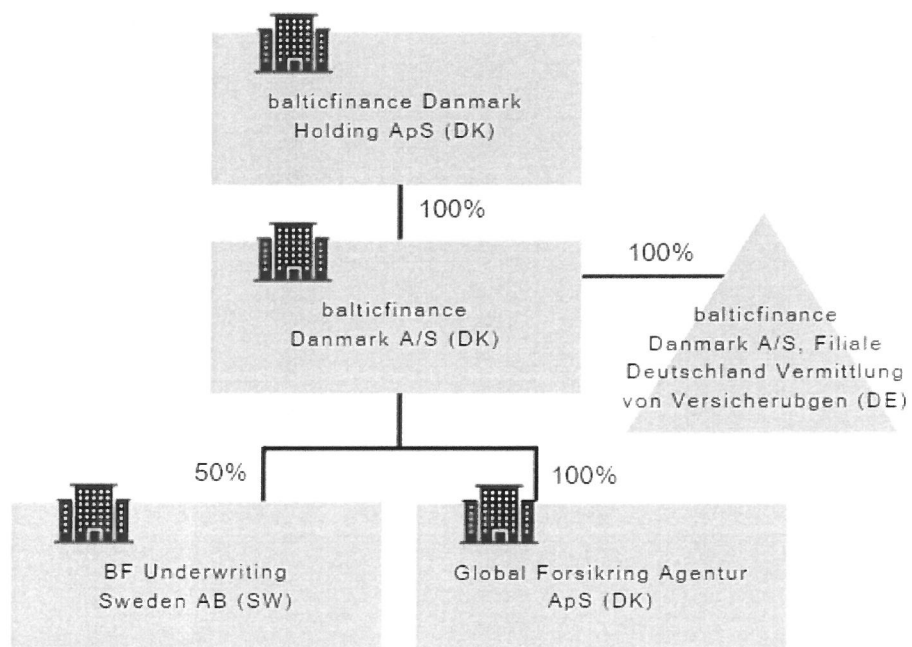 balticfinance Danmark
Holding ApS (DK)
100%
balticfinance
Danmark A/S (DK)
100%
balticfinance
Danmark A/S, Filiale
Deutschland Vermittlung
von Versicherubgen (DE)
50%
100%
BF Underwriting
Sweden AB (SW)
Global Forsikring Agentur
ApS (DK)